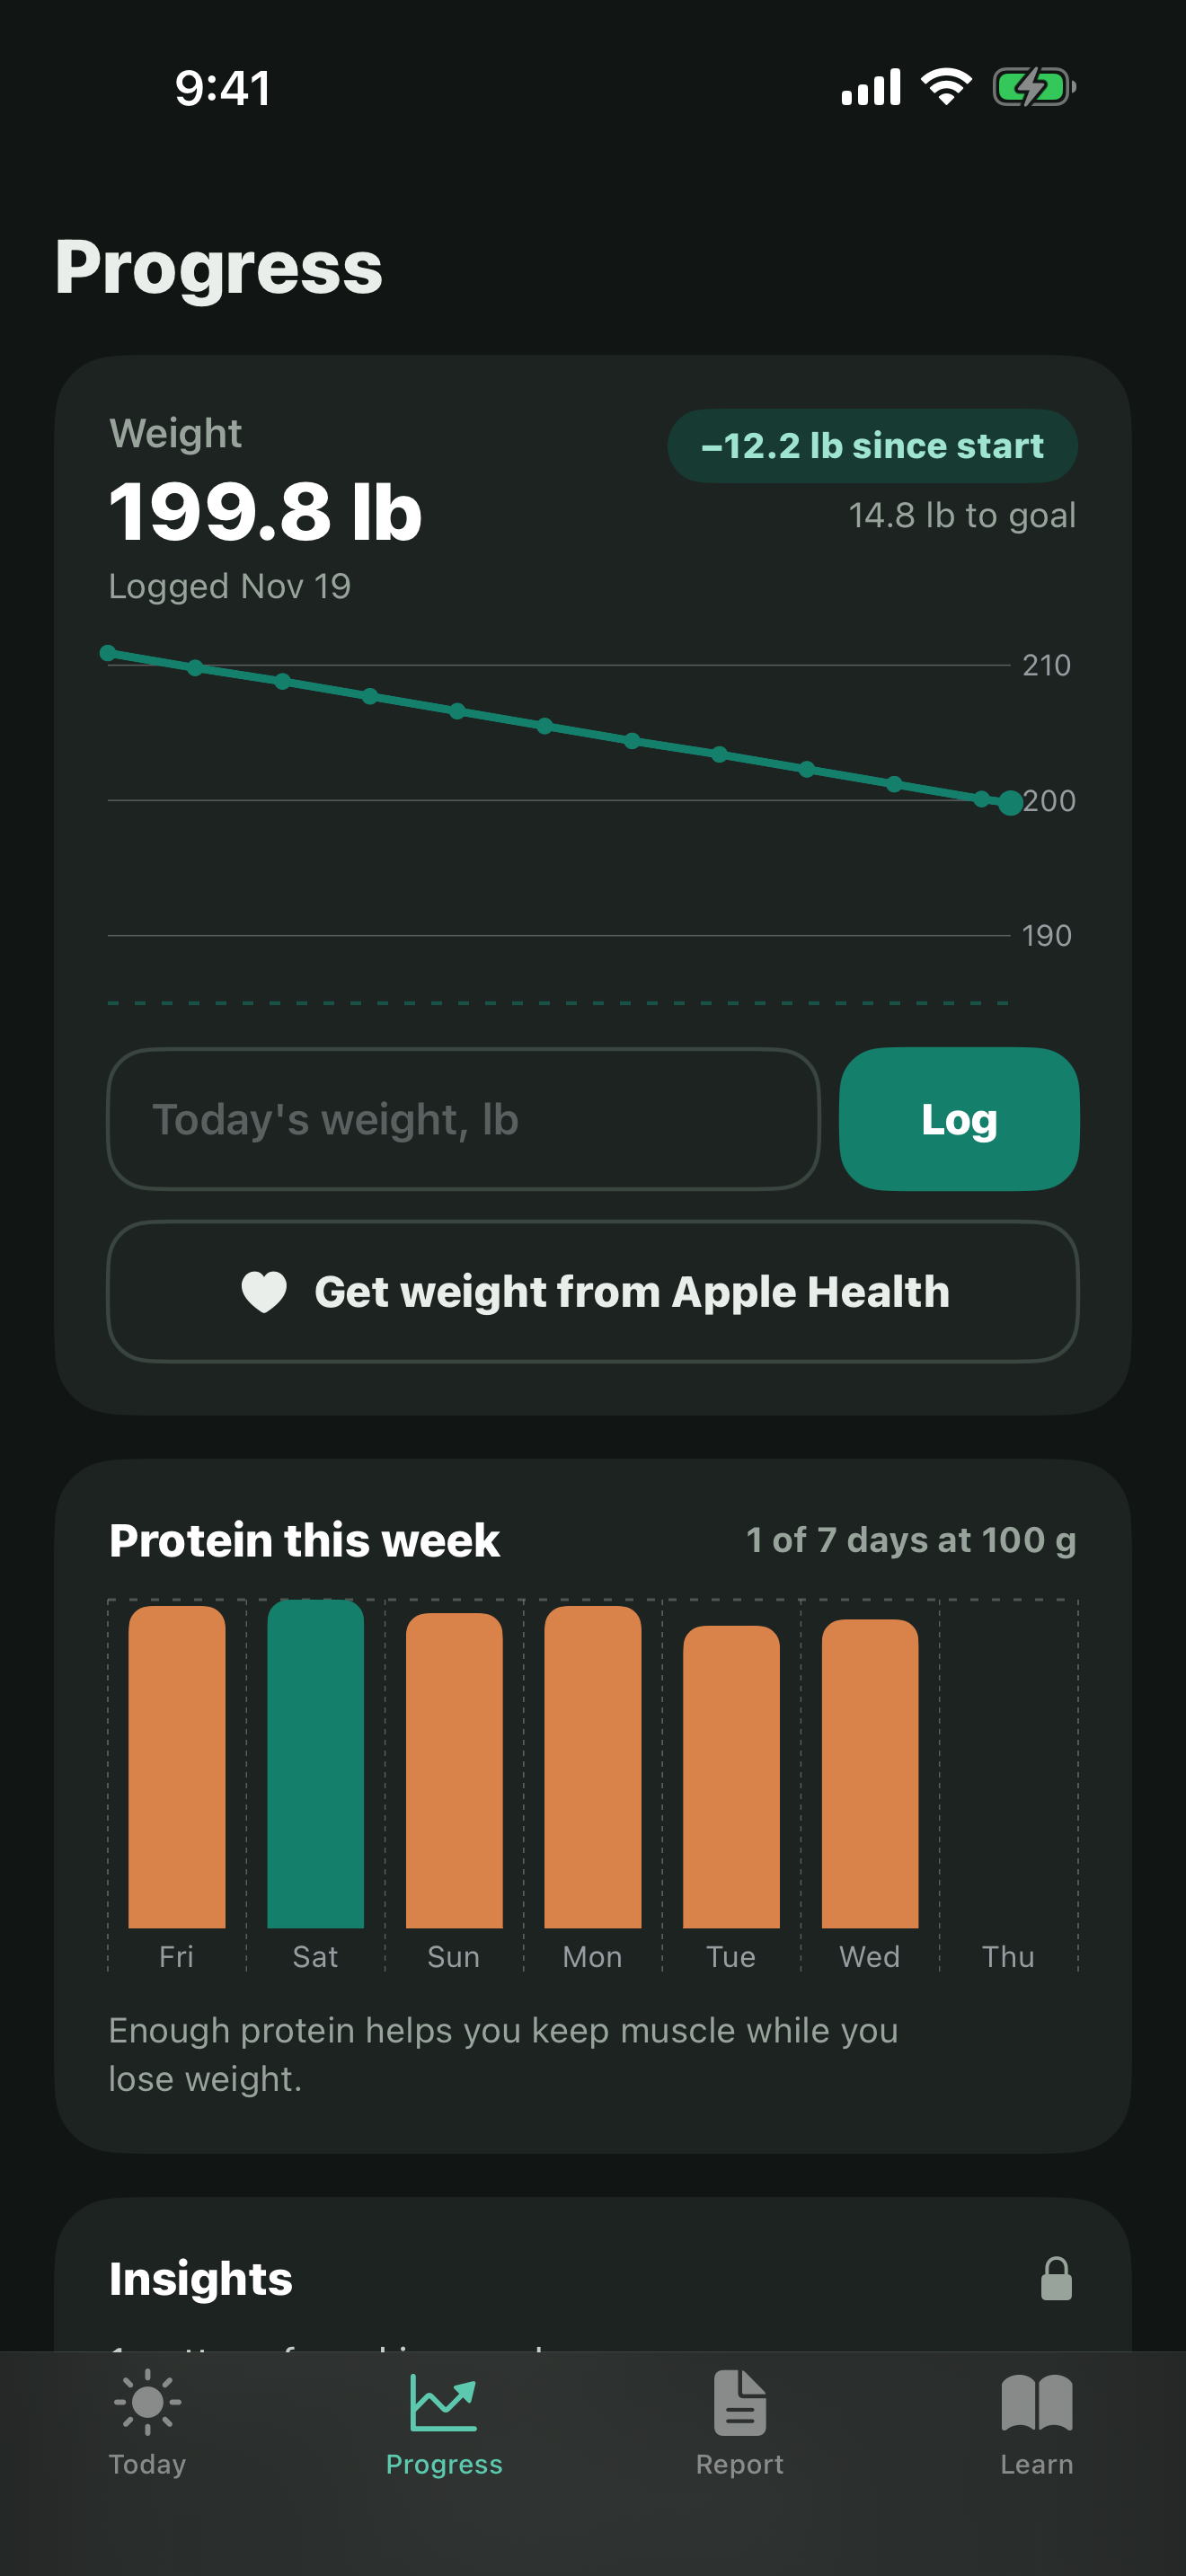 9:41
Progress
Weight
–12.2 lb since start
199.8 lb
14.8 lb to goal
Logged Nov 19
210
200
190
Today's weight, lb
Log
Get weight from Apple Health
Protein this week
1 of 7 days at 100 g
Fri Sat Sun Mon Tue Wed Thu
Enough protein helps you keep muscle while you
lose weight.
Insights
Today Progress Report Learn